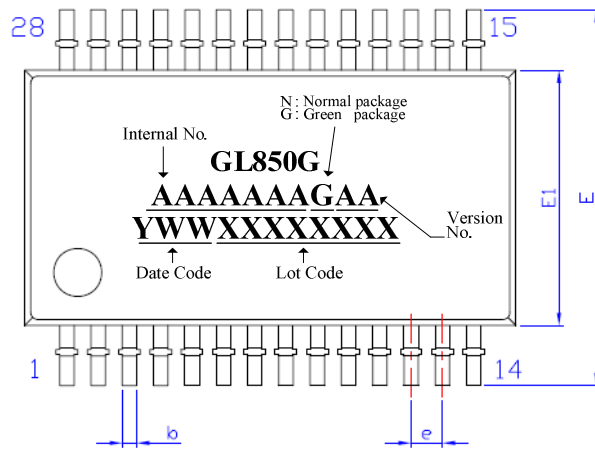 28
15
N: Normal package
G: Green package
Internal No.
GL850G
AAAAAAAGAA
YWWXXXXXXXX
Version
No.
Date Code
Lot Code
E1
E
1
14
b
e